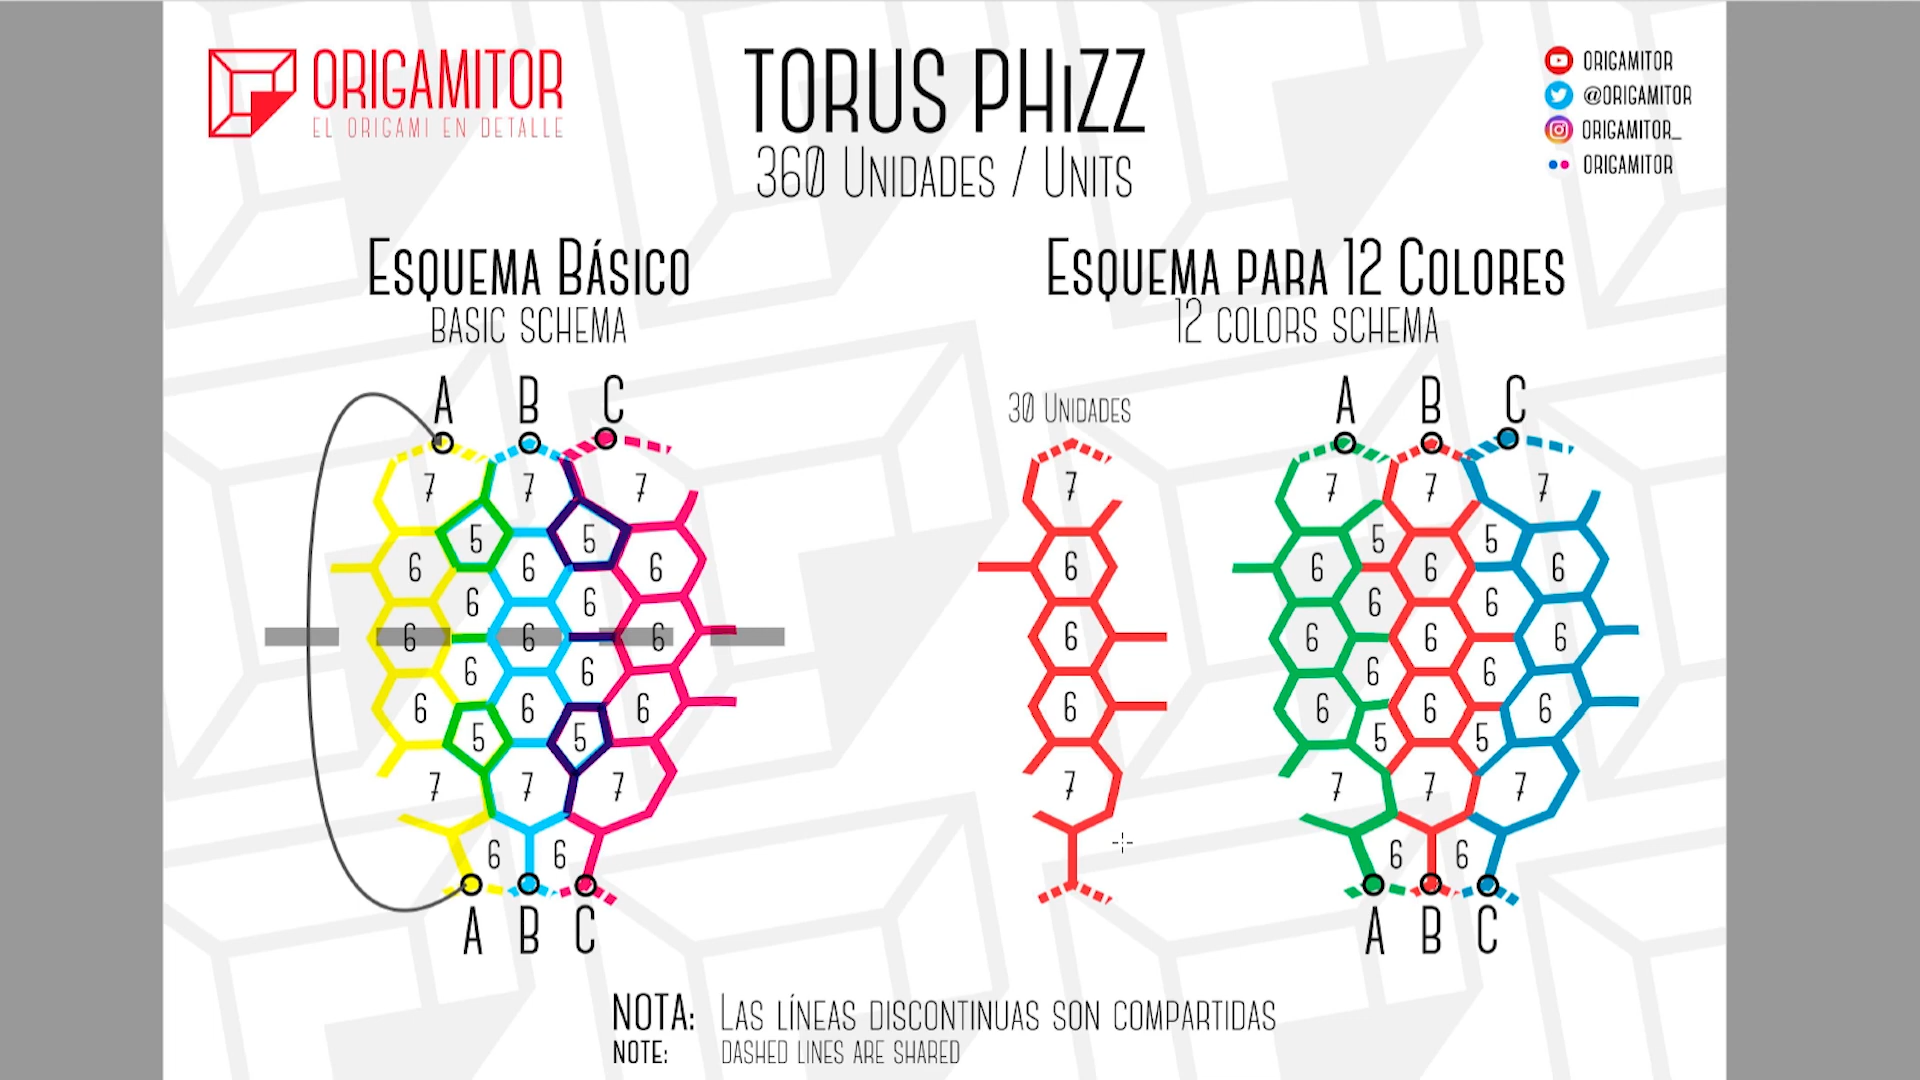 ORIGAMITOR
EL ORIGAMI EN DETALLE
TORUS PHiZZ
360 UNIDADES / UNITS
ORIGAMITOR
@ORIGAMITOR
ORIGAMITOR_
ORIGAMITOR
ESQUEMA BÁSICO
BASIC SCHEMA
ESQUEMA PARA 12 COLORES
12 COLORS SCHEMA
A B C
7 7 7
5 5
6 6 6
6 6
6 6 6
6 6
6 6 6
5 5
7 7 7
6 6
A B C
30 UNIDADES
7
6
6
6
7
A B C
7 7 7
5 5
6 6 6
6 6
6 6 6
6 6
6 6 6
5 5
7 7 7
6 6
A B C
NOTA: LAS LÍNEAS DISCONTINUAS SON COMPARTIDAS
NOTE: DASHED LINES ARE SHARED